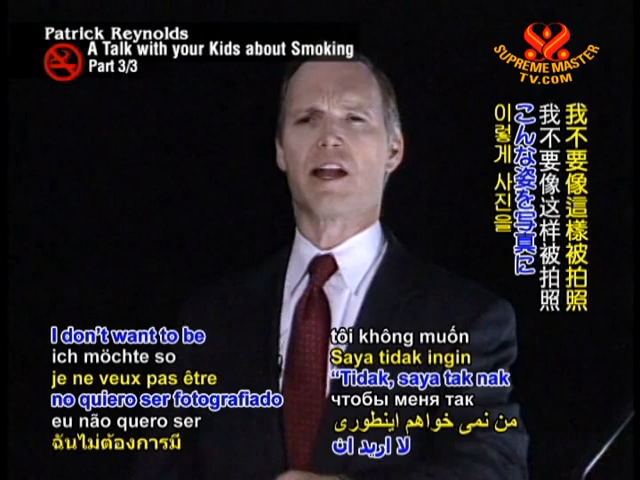 Patrick Reynolds
A Talk with your Kids about Smoking
Part 3/3
SUPREME MASTER
TV.COM
我不要像這樣被拍照
我不要像这样被拍照
こんな姿を写真に
이렇게 사진을
I don't want to be
ich möchte so
je ne veux pas être
no quiero ser fotografiado
eu não quero ser
ฉันไม่ต้องการมี
tôi không muốn
Saya tidak ingin
“Tidak, saya tak nak
чтобы меня так
من نمی خواهم اینطوری
لا اريد ان